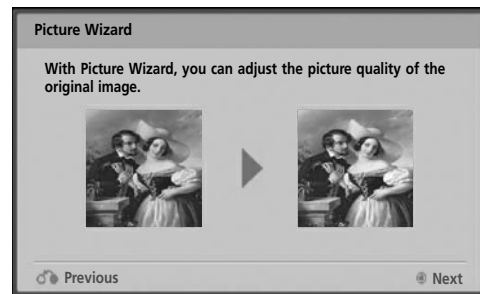 Picture Wizard
With Picture Wizard, you can adjust the picture quality of the
original image.
Previous
Next